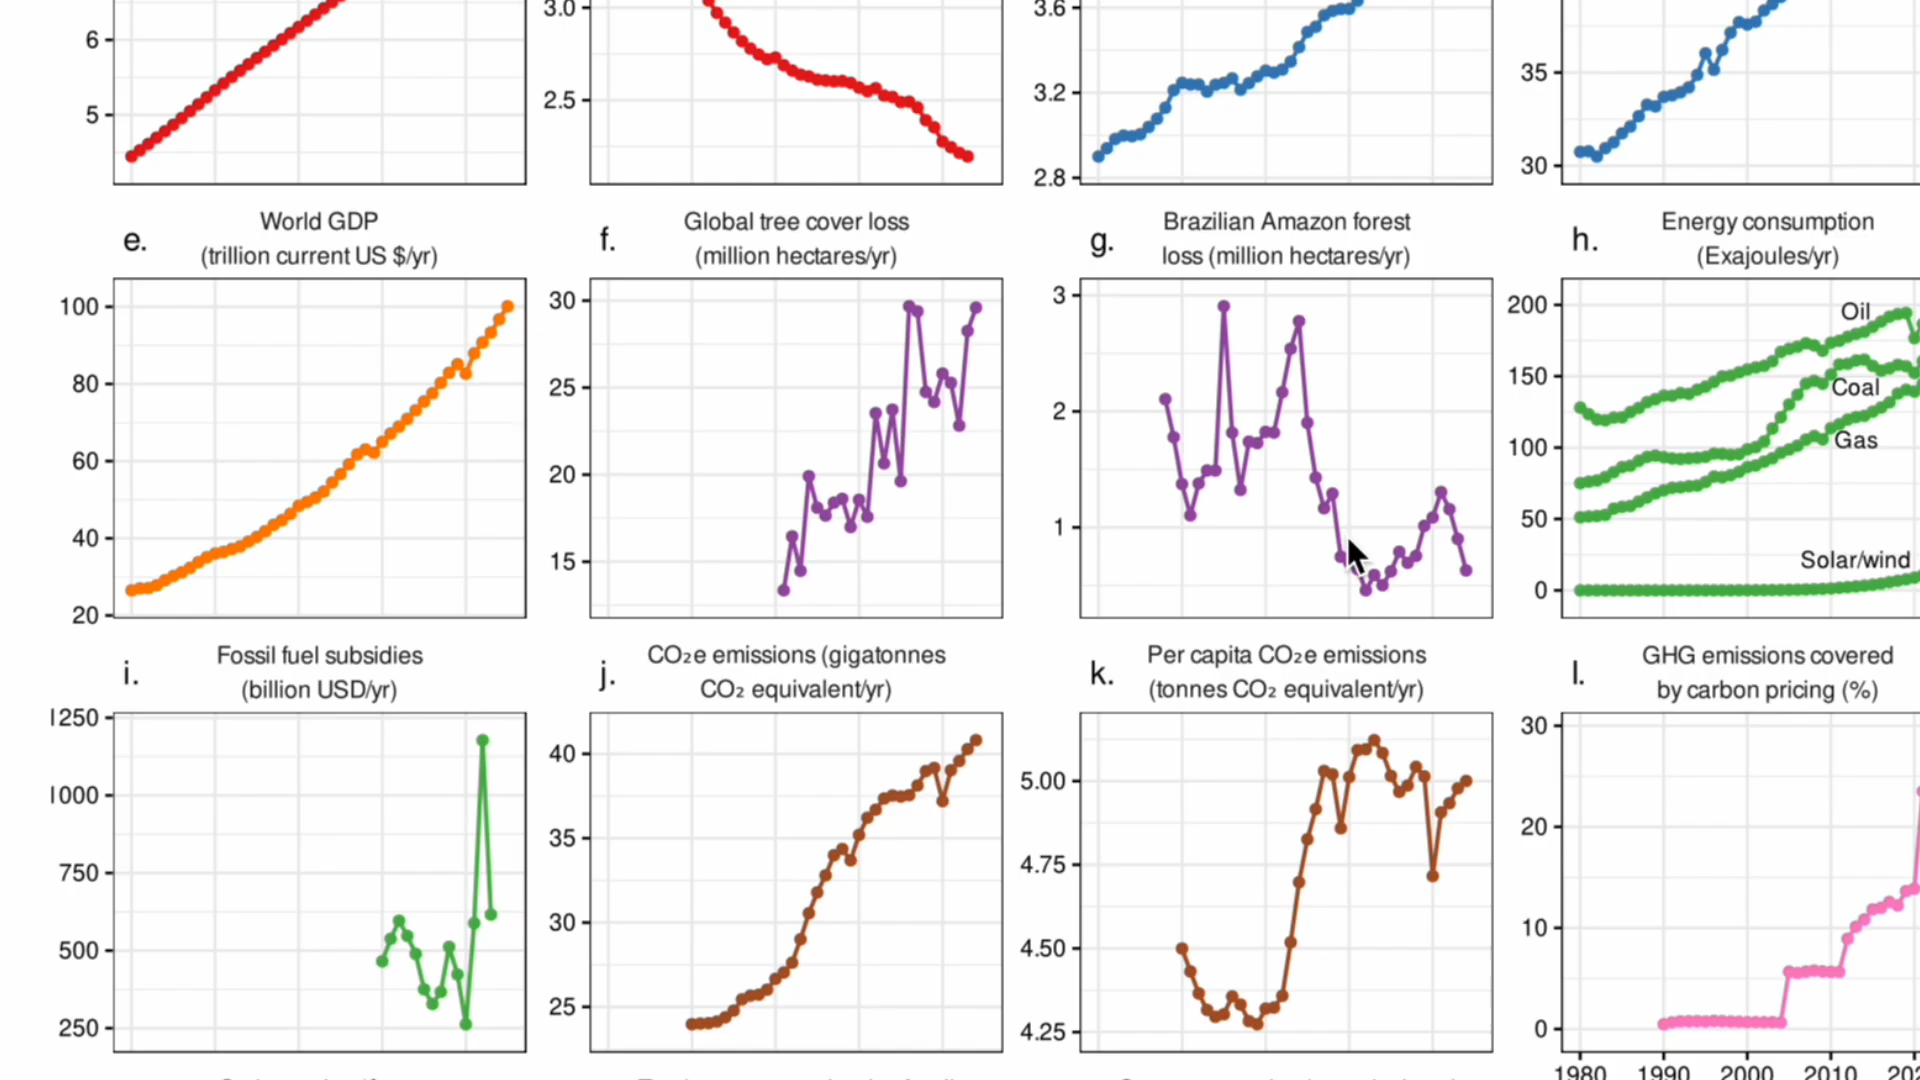 6
5
3.0
2.5
3.6
3.2
2.8
35
30
e.
World GDP
(trillion current US $/yr)
100
80
60
40
20
f.
Global tree cover loss
(million hectares/yr)
30
25
20
15
g.
Brazilian Amazon forest
loss (million hectares/yr)
3
2
1
h.
Energy consumption
(Exajoules/yr)
200
150
100
50
0
Oil
Coal
Gas
Solar/wind
i.
Fossil fuel subsidies
(billion USD/yr)
1250
1000
750
500
250
j.
CO₂e emissions (gigatonnes
CO₂ equivalent/yr)
40
35
30
25
k.
Per capita CO₂e emissions
(tonnes CO₂ equivalent/yr)
5.00
4.75
4.50
4.25
l.
GHG emissions covered
by carbon pricing (%)
30
20
10
0
1980 1990 2000 2010